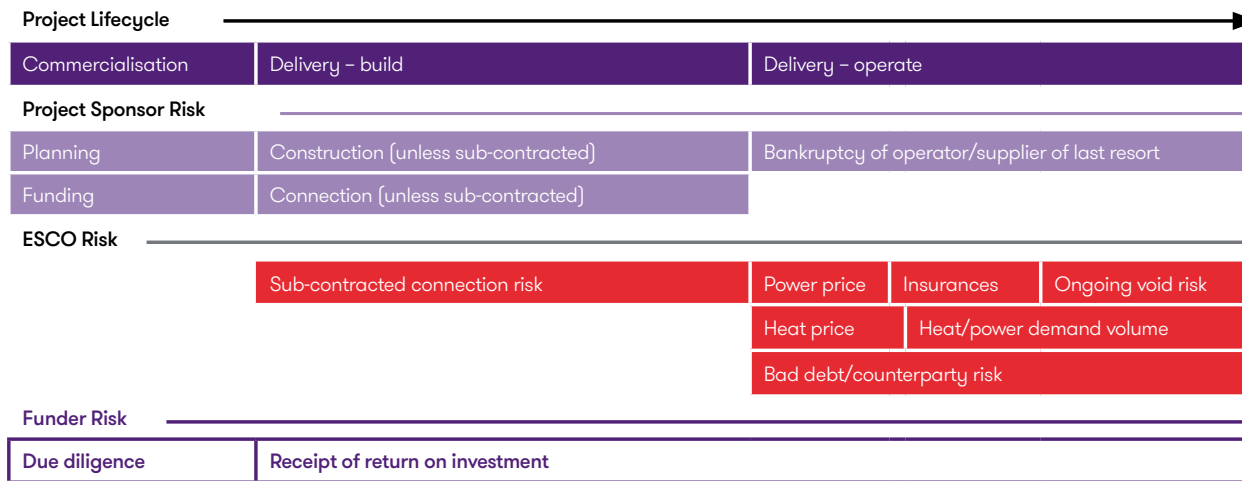 Project Lifecycle
Commercialisation Delivery – build Delivery – operate
Project Sponsor Risk
Planning Construction (unless sub-contracted) Bankruptcy of operator/supplier of last resort
Funding Connection (unless sub-contracted)
ESCO Risk
Sub-contracted connection risk Power price Insurances Ongoing void risk
Heat price Heat/power demand volume
Bad debt/counterparty risk
Funder Risk
Due diligence Receipt of return on investment